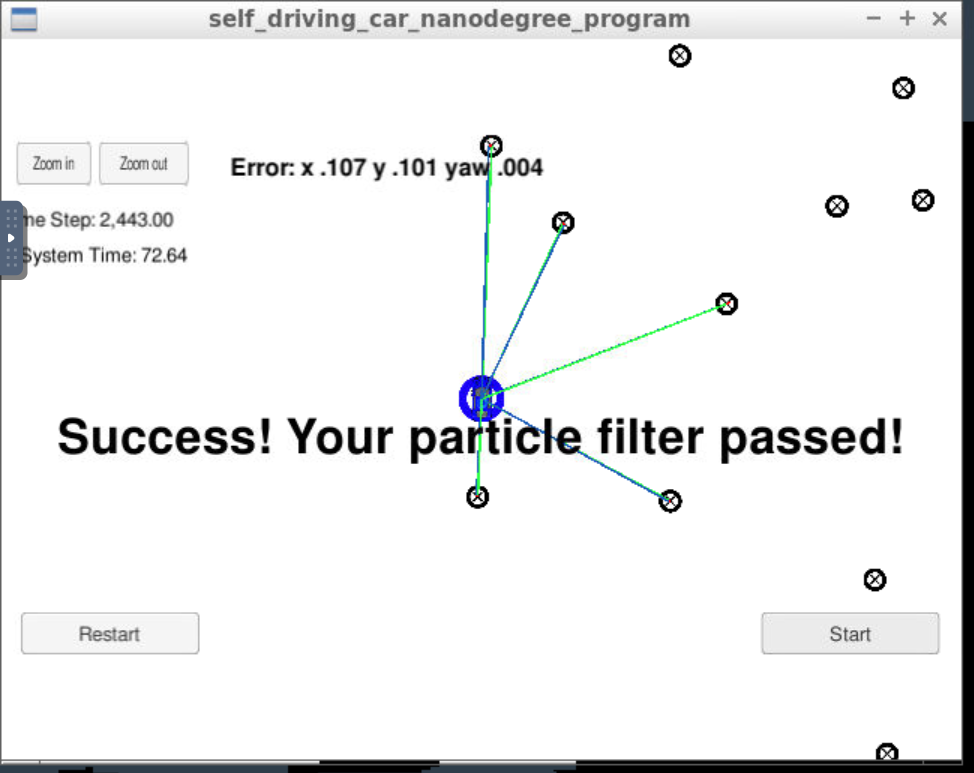 self_driving_car_nanodegree_program
Zoom in
Zoom out
Error: x .107 y .101 yaw .004
me Step: 2,443.00
System Time: 72.64
Success! Your particle filter passed!
Restart
Start